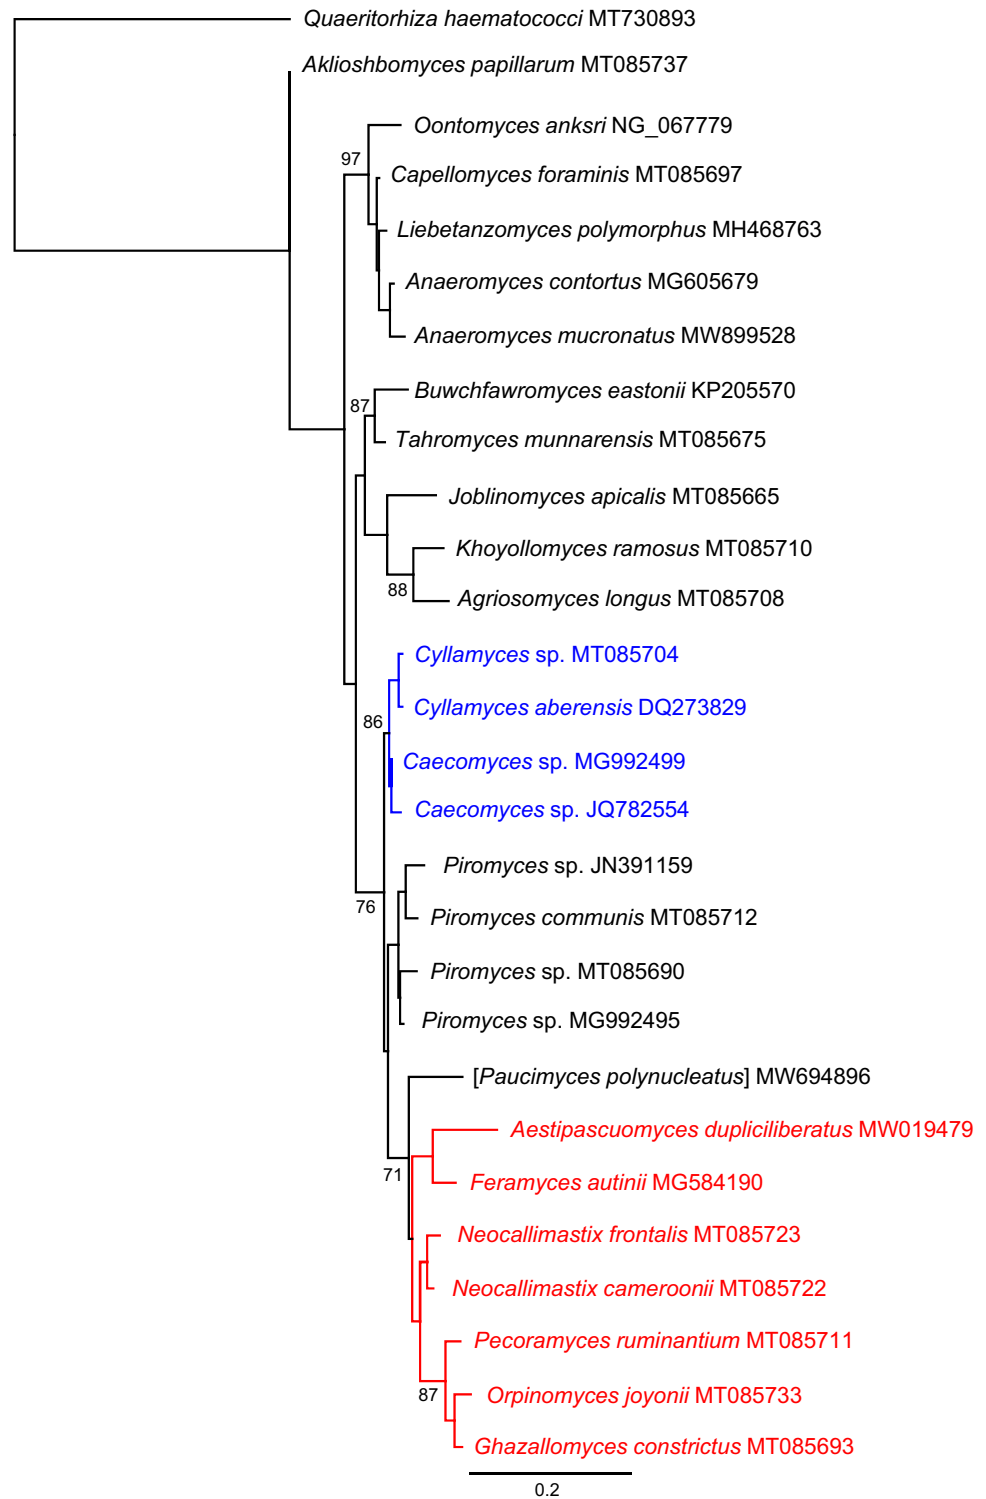 Quaeritorhiza haematococci MT730893
Aklioshbomyces papillarum MT085737
Oontomyces anksri NG_067779
97
Capellomyces foraminis MT085697
Liebetanzomyces polymorphus MH468763
Anaeromyces contortus MG605679
Anaeromyces mucronatus MW899528
Buwchfawromyces eastonii KP205570
87
Tahromyces munnarensis MT085675
Joblinomyces apicalis MT085665
Khoyollomyces ramosus MT085710
88
Agriosomyces longus MT085708
Cyllamyces sp. MT085704
Cyllamyces aberensis DQ273829
86
Caecomyces sp. MG992499
Caecomyces sp. JQ782554
Piromyces sp. JN391159
76
Piromyces communis MT085712
Piromyces sp. MT085690
Piromyces sp. MG992495
[Paucimyces polynucleatus] MW694896
Aestipascuomyces dupliciliberatus MW019479
71
Feramyces autinii MG584190
Neocallimastix frontalis MT085723
Neocallimastix cameroonii MT085722
Pecoramyces ruminantium MT085711
87
Orpinomyces joyonii MT085733
Ghazallomyces constrictus MT085693
0.2